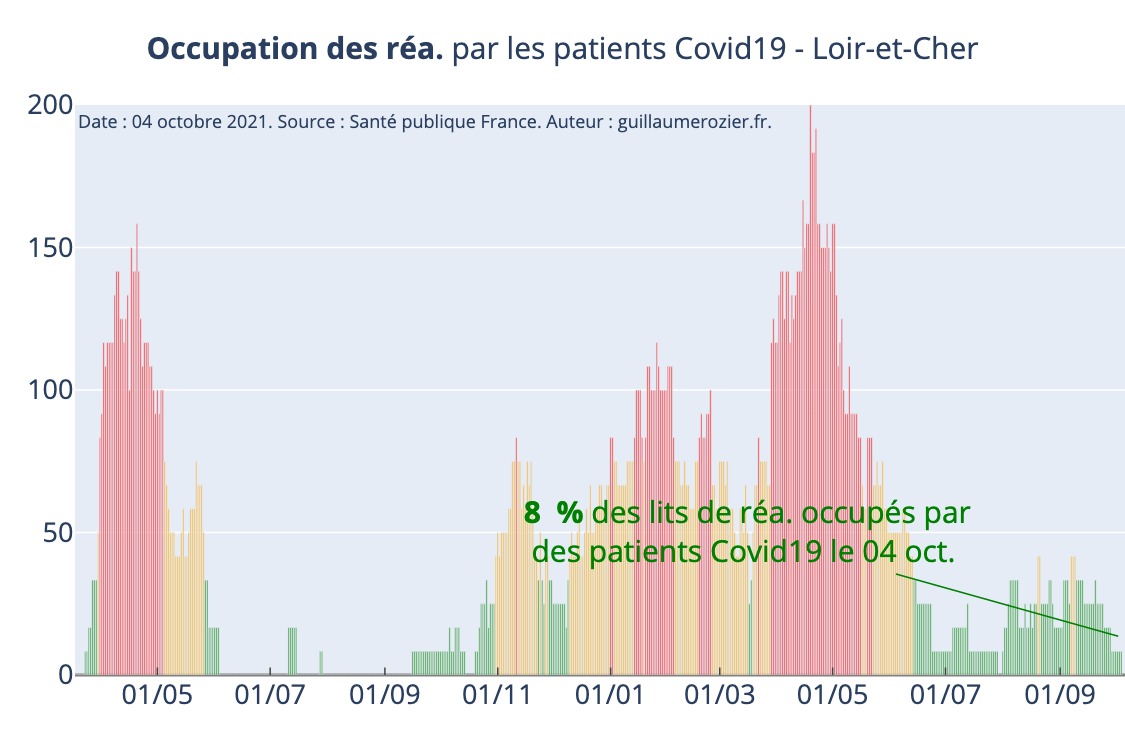 Occupation des réa. par les patients Covid19 - Loir-et-Cher
200
Date : 04 octobre 2021. Source : Santé publique France. Auteur : guillaumerozier.fr.
150
100
50
8 % des lits de réa. occupés par
des patients Covid19 le 04 oct.
0
01/05 01/07 01/09 01/11 01/01 01/03 01/05 01/07 01/09